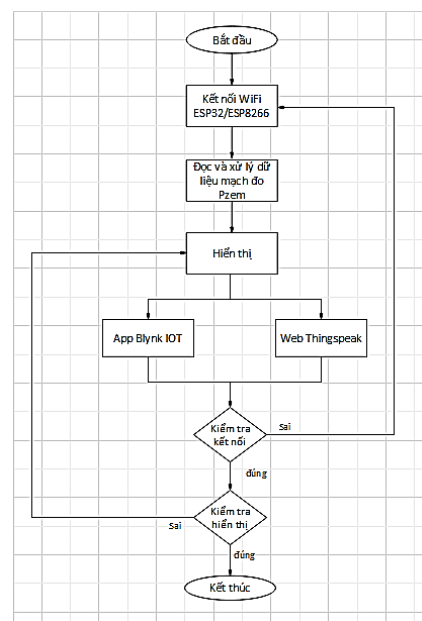 Bắt đầu
Kết nối WiFi
ESP32/ESP8266
Đọc và xử lý dữ
liệu mạch đo
Pzem
Hiển thị
App Blynk IOT
Web Thingspeak
Kiểm tra
kết nối
Sai
đúng
Kiểm tra
hiển thị
Sai
đúng
Kết thúc